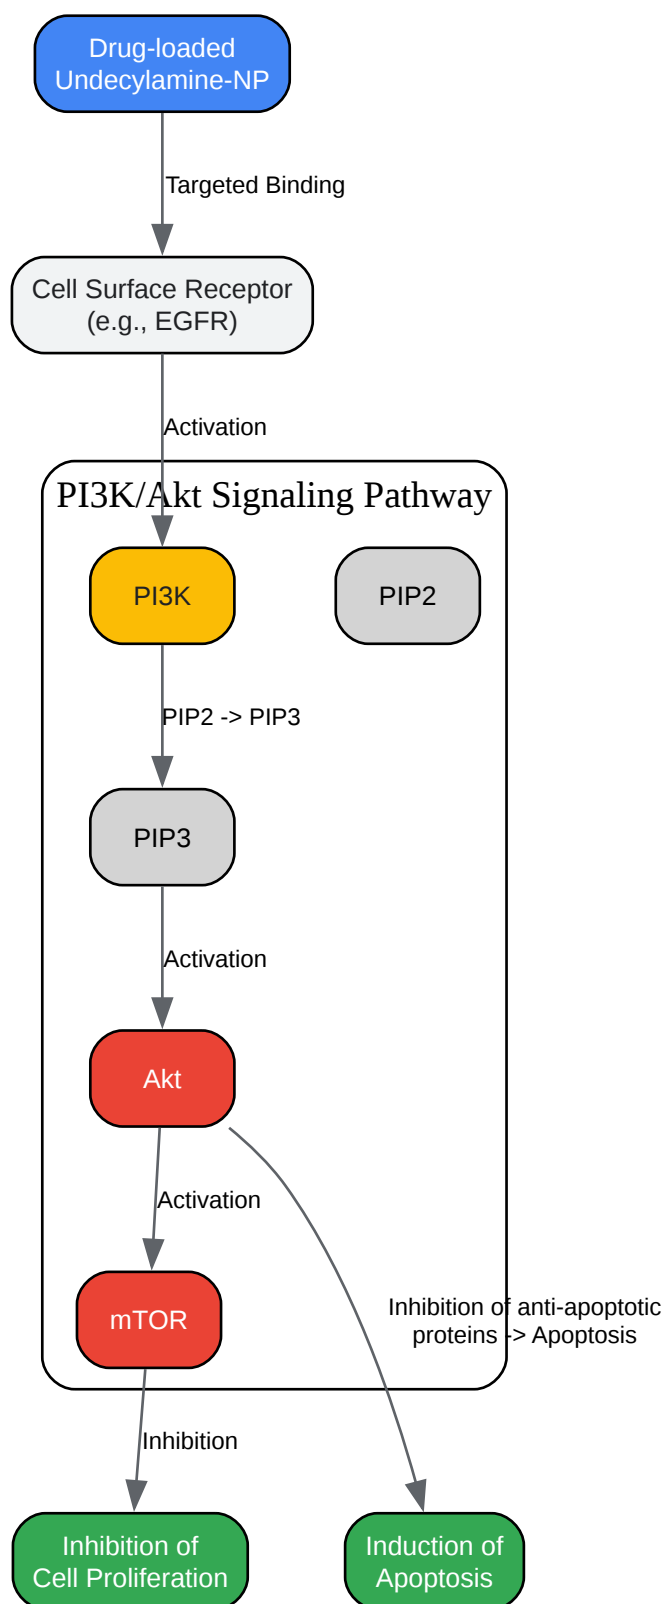 Drug-loaded
Undecylamine-NP
Targeted Binding
Cell Surface Receptor
(e.g., EGFR)
Activation
PI3K/Akt Signaling Pathway
PI3K
PIP2
PIP2 -> PIP3
PIP3
Activation
Akt
Activation
Inhibition of anti-apoptotic
proteins -> Apoptosis
mTOR
Inhibition
Inhibition of
Cell Proliferation
Induction of
Apoptosis